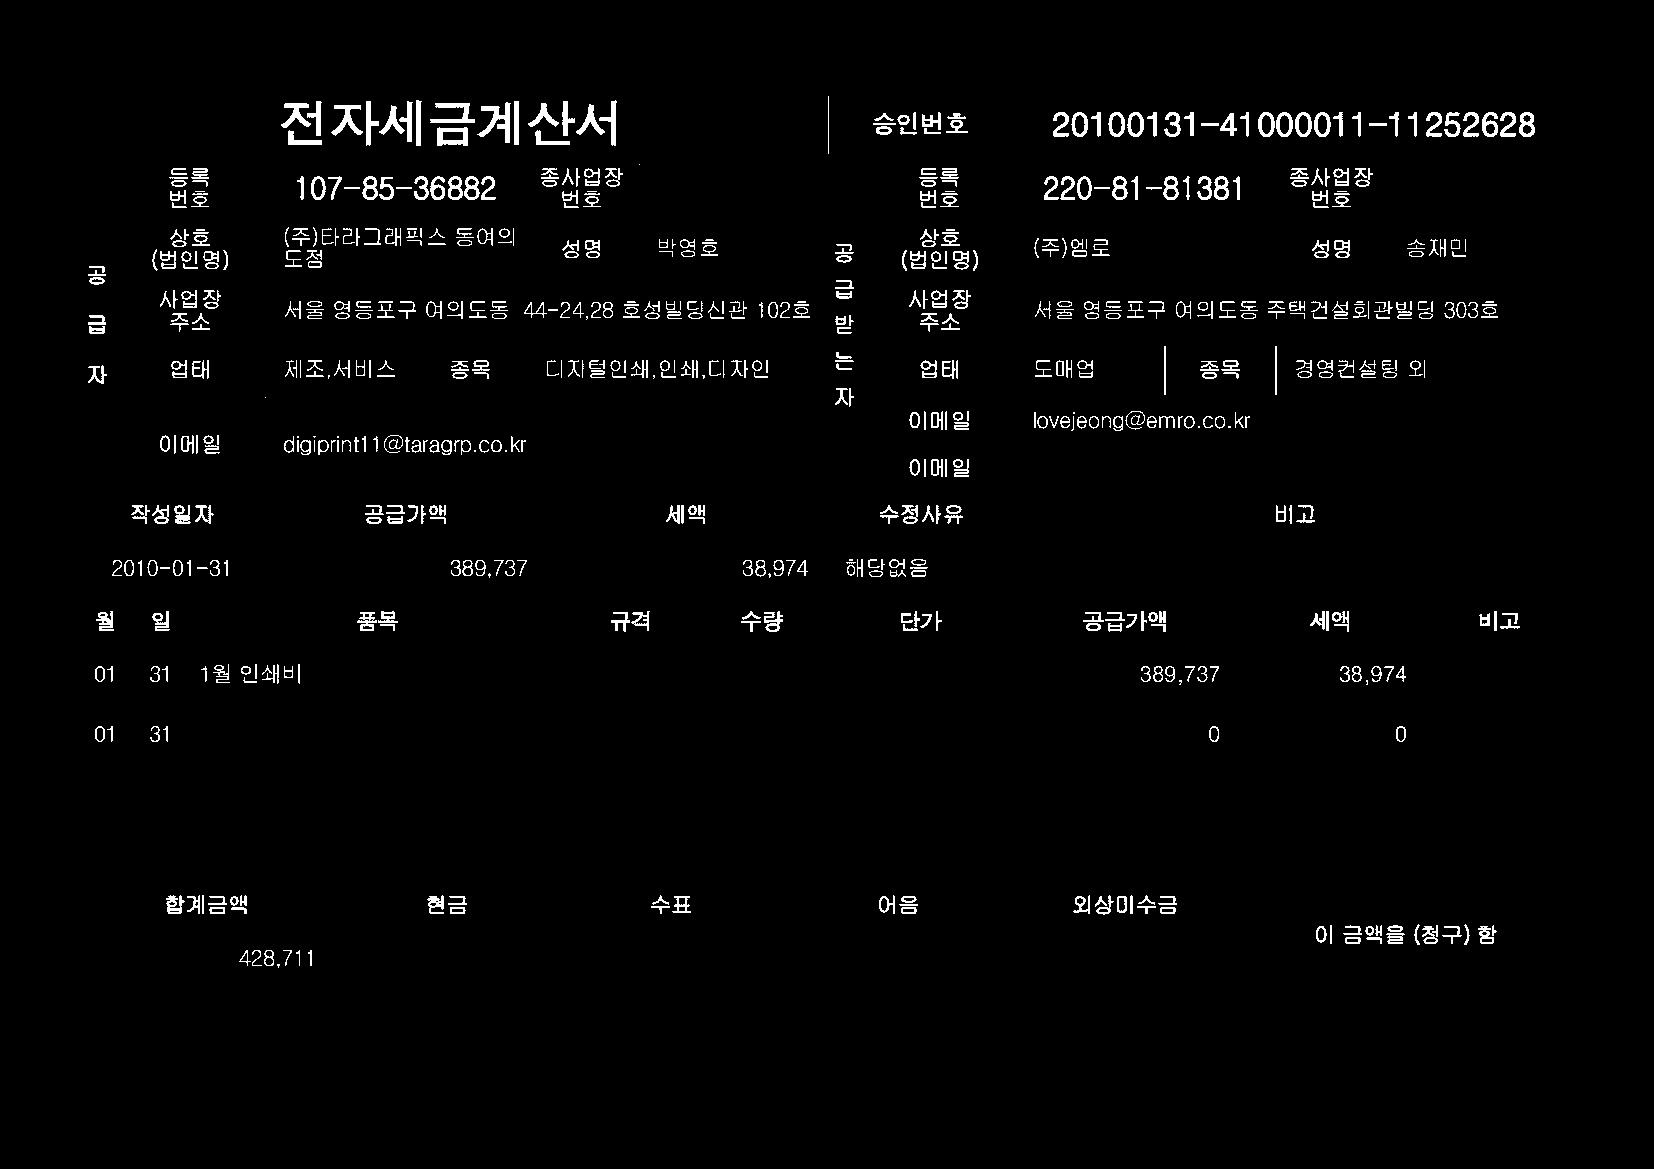 전자세금계산서 승인번호 20100131-41000011-11252628
공급자
등록번호 107-85-36882 종사업장번호
상호(법인명) (주)타라그래픽스 동여의도점 성명 박영호
사업장주소 서울 영등포구 여의도동 44-24,28 호성빌딩신관 102호
업태 제조,서비스 종목 디지털인쇄,인쇄,디자인
이메일 digiprint11@taragrp.co.kr
공급받는자
등록번호 220-81-81381 종사업장번호
상호(법인명) (주)엠로 성명 송재민
사업장주소 서울 영등포구 여의도동 주택건설회관빌딩 303호
업태 도매업 종목 경영컨설팅 외
이메일 lovejeong@emro.co.kr
이메일
작성일자 공급가액 세액 수정사유 비고
2010-01-31 389,737 38,974 해당없음
월 일 품목 규격 수량 단가 공급가액 세액 비고
01 31 1월 인쇄비 389,737 38,974
01 31 0 0
합계금액 현금 수표 어음 외상미수금
428,711
이 금액을 (청구) 함